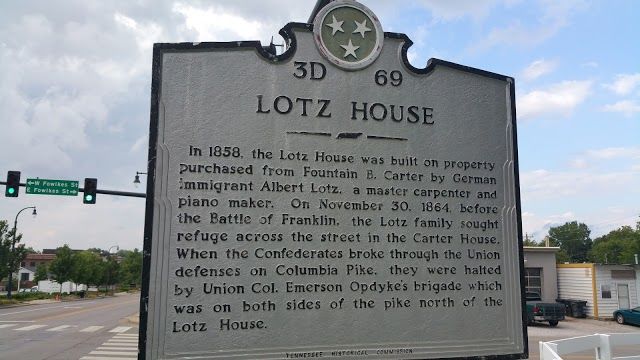 3D 69
LOTZ HOUSE
In 1858, the Lotz House was built on property
purchased from Fountain B. Carter by German
immigrant Albert Lotz, a master carpenter and
piano maker. On November 30, 1864, before
the Battle of Franklin, the Lotz family sought
refuge across the street in the Carter House.
When the Confederates broke through the Union
defenses on Columbia Pike, they were halted
by Union Col. Emerson Opdyke's brigade which
was on both sides of the pike north of the
Lotz House.
TENNESSEE HISTORICAL COMMISSION
W Fowlkes St
E Fowlkes St